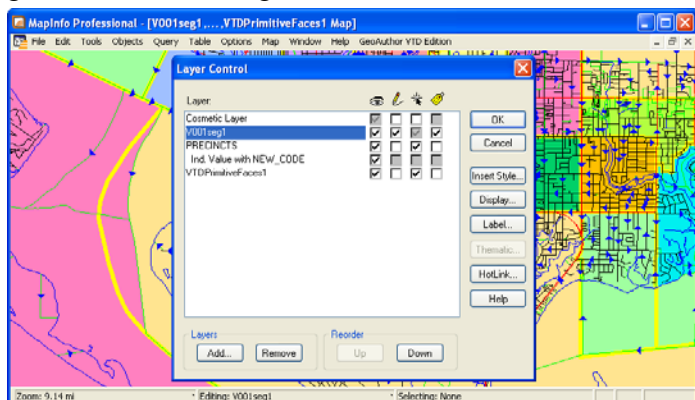 MapInfo Professional - [V001seg1,...,VTDPrimitiveFaces1 Map]
File Edit Tools Objects Query Table Options Map Window Help GeoAuthor VTD Edition
Layer Control
Layer:
Cosmetic Layer
V001seg1
PRECINCTS
Ind. Value with NEW_CODE
VTDPrimitiveFaces1
OK
Cancel
Insert Style...
Display...
Label...
Thematic...
HotLink...
Help
Layers
Add... Remove
Reorder
Up Down
Zoom: 9.14 mi Editing: V001seg1 Selecting: None